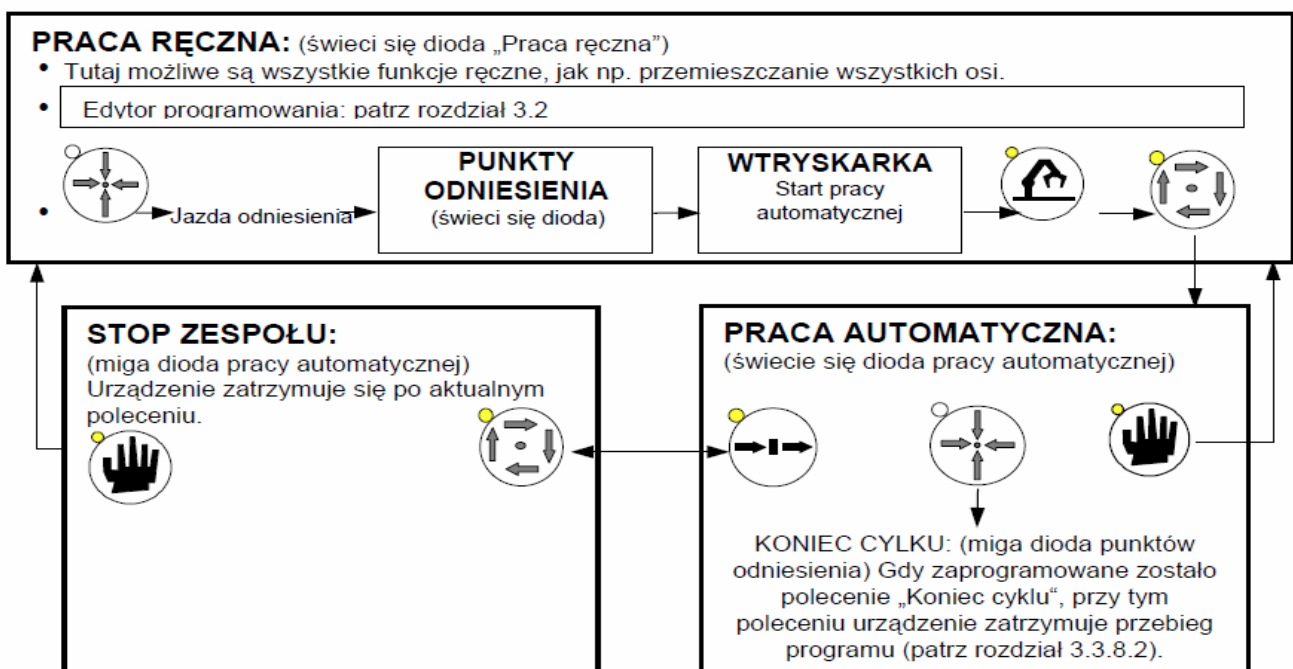 PRACA RĘCZNA: (świeci się dioda „Praca ręczna”)
• Tutaj możliwe są wszystkie funkcje ręczne, jak np. przemieszczanie wszystkich osi.
• Edytor programowania: patrz rozdział 3.2
• Jazda odniesienia
PUNKTY
ODNIESIENIA
(świeci się dioda)
WTRYSKARKA
Start pracy
automatycznej
STOP ZESPOŁU:
(miga dioda pracy automatycznej)
Urządzenie zatrzymuje się po aktualnym
poleceniu.
PRACA AUTOMATYCZNA:
(świecie się dioda pracy automatycznej)
KONIEC CYLKU: (miga dioda punktów
odniesienia) Gdy zaprogramowane zostało
polecenie „Koniec cyklu“, przy tym
poleceniu urządzenie zatrzymuje przebieg
programu (patrz rozdział 3.3.8.2).